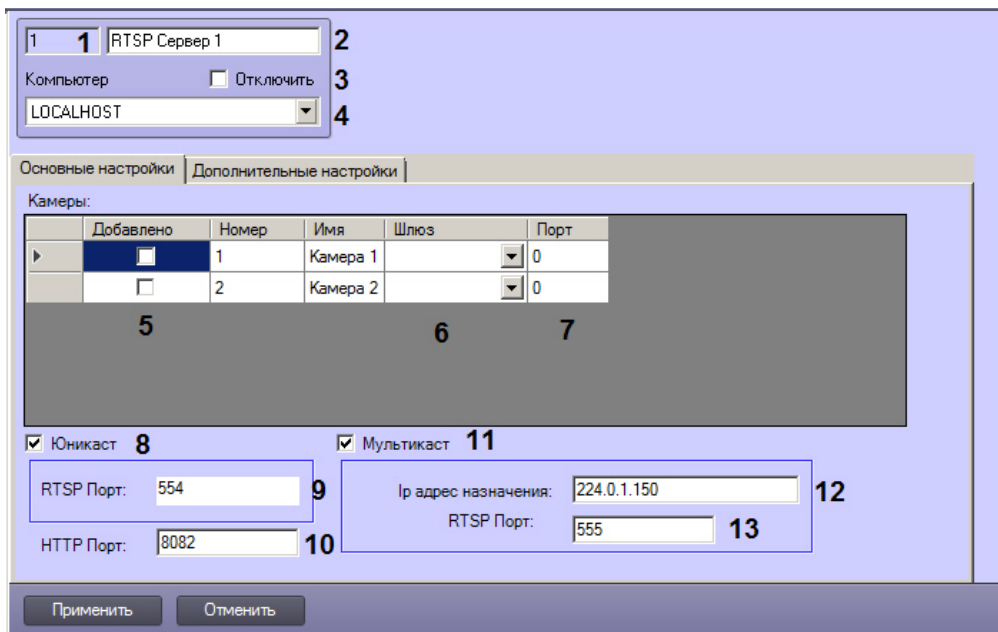 1 1 RTSP Сервер 1 2
Компьютер Отключить 3
LOCALHOST 4
Основные настройки Дополнительные настройки
Камеры:
Добавлено Номер Имя Шлюз Порт
1 Камера 1 0
2 Камера 2 0
5 6 7
Юникаст 8 Мультикаст 11
RTSP Порт: 554 9 Ip адрес назначения: 224.0.1.150 12
RTSP Порт: 555 13
HTTP Порт: 8082 10
Применить Отменить